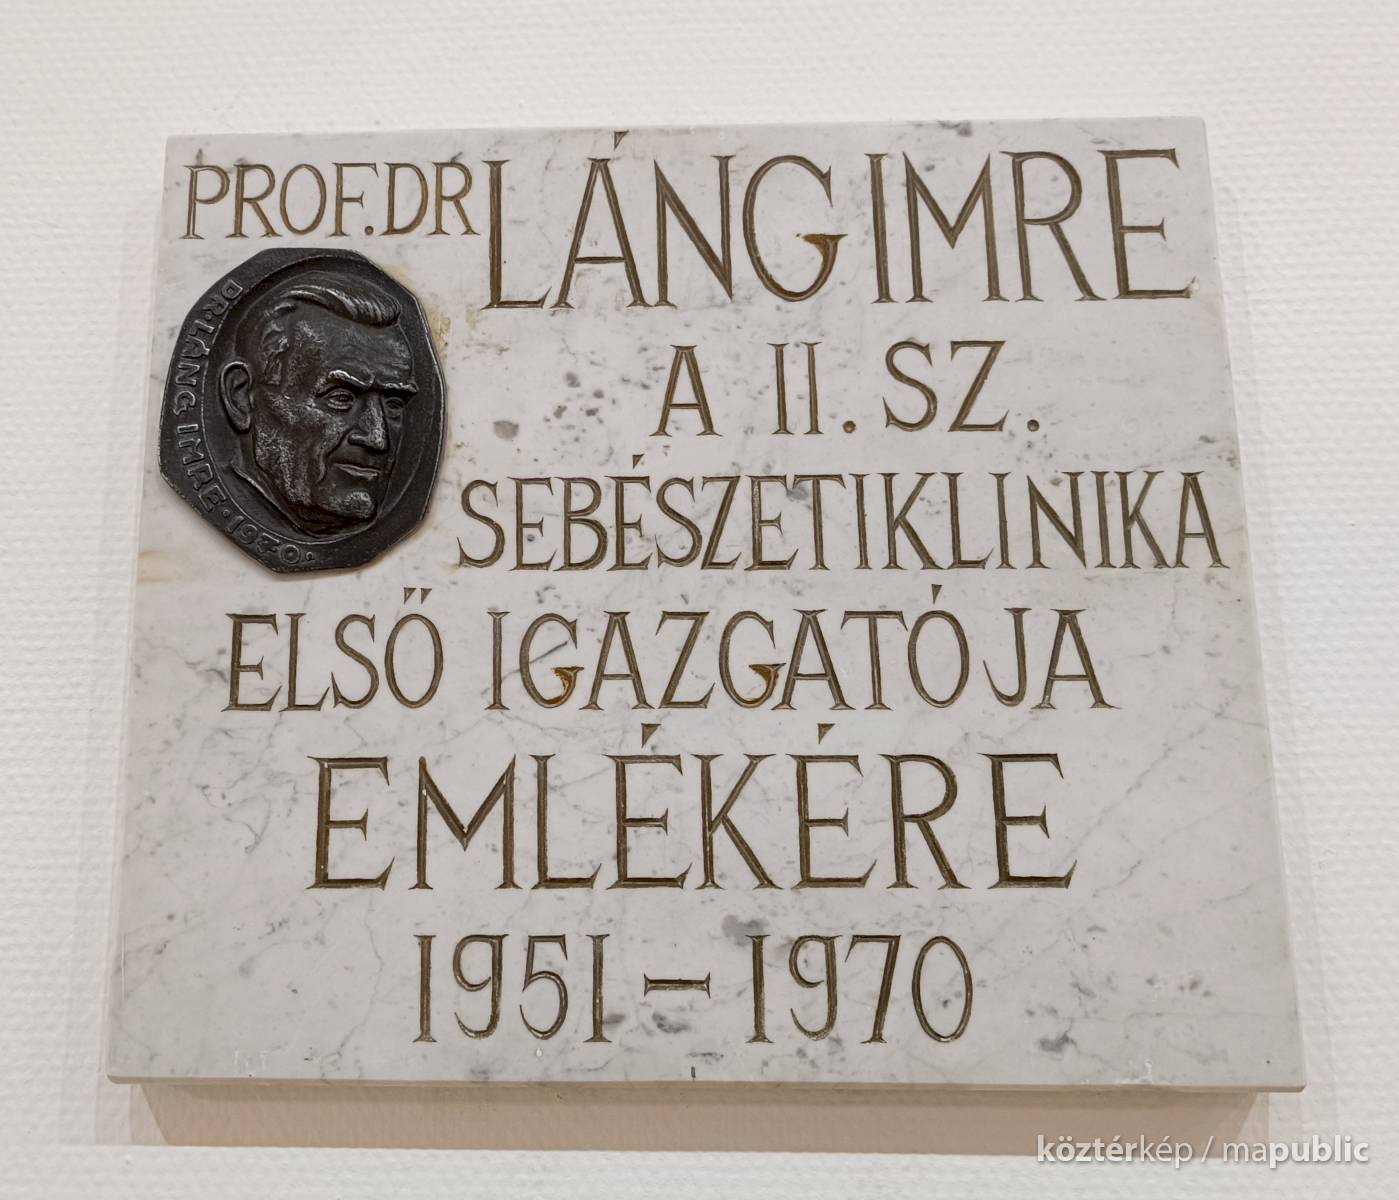 PROF.DR LÁNG IMRE
DR·LÁNG IMRE·1970.
A II. SZ.
SEBÉSZETI KLINIKA
ELSŐ IGAZGATÓJA
EMLÉKÉRE
1951–1970
köztérkép / mapublic